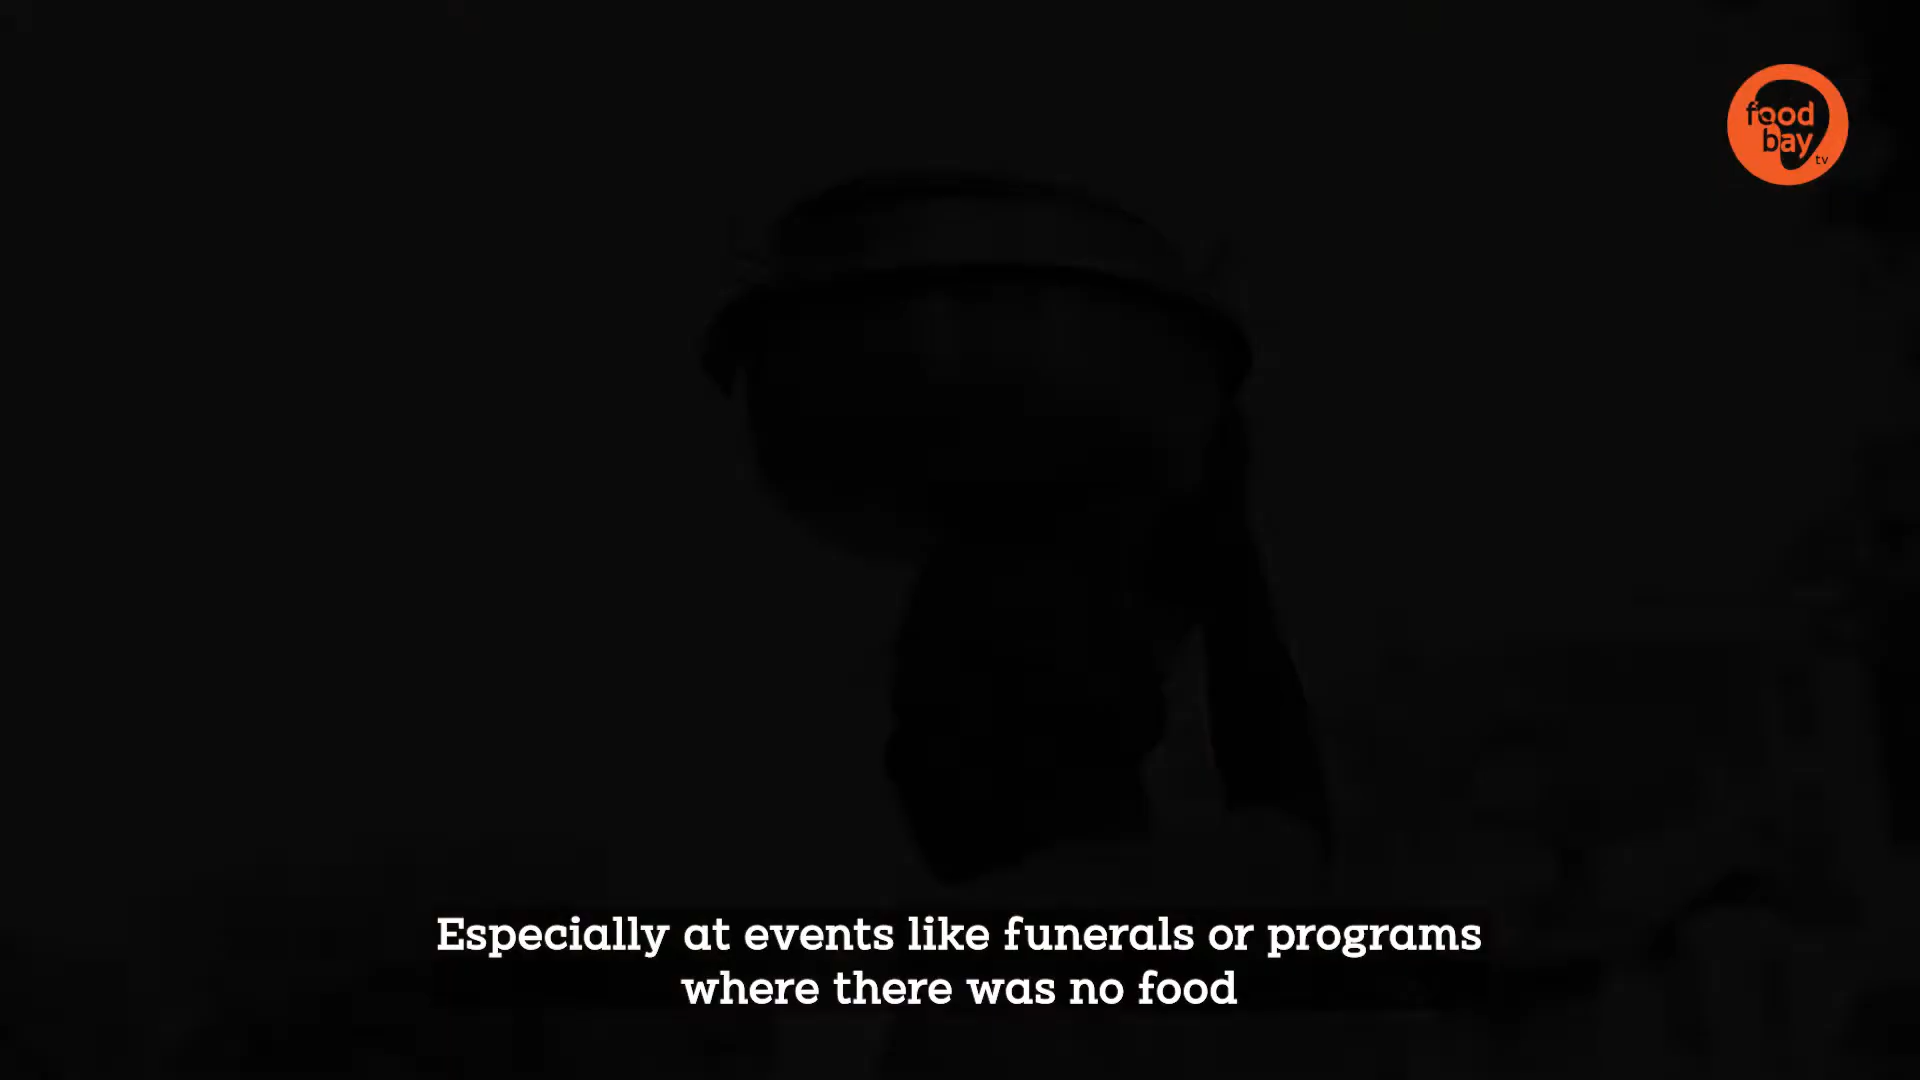 food
bay
tv
Especially at events like funerals or programs
where there was no food